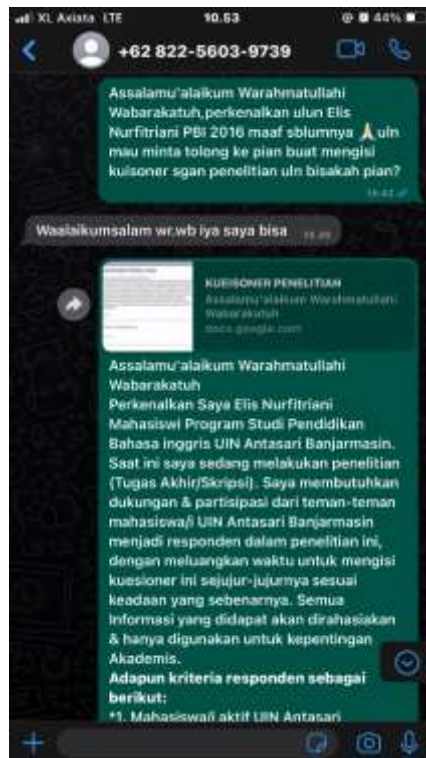 XL Axiata LTE 10.53 44%
+62 822-5603-9739
Assalamu'alaikum Warahmatullahi
Wabarakatuh,perkenalkan ulun Elis
Nurfitriani PBI 2016 maaf sblumnya 🙏uln
mau minta tolong ke pian buat mengisi
kuisoner sgan penelitian uln bisakah pian?
Waalaikumsalam wr.wb iya saya bisa
KUEISONER PENELITIAN
Assalamu'alaikum Warahmatullahi
Wabarakatuh
docs.google.com
Assalamu'alaikum Warahmatullahi
Wabarakatuh
Perkenalkan Saya Elis Nurfitriani
Mahasiswi Program Studi Pendidikan
Bahasa inggris UIN Antasari Banjarmasin.
Saat ini saya sedang melakukan penelitian
(Tugas Akhir/Skripsi). Saya membutuhkan
dukungan & partisipasi dari teman-teman
mahasiswa/i UIN Antasari Banjarmasin
menjadi responden dalam penelitian ini,
dengan meluangkan waktu untuk mengisi
kuesioner ini sejujur-jujurnya sesuai
keadaan yang sebenarnya. Semua
Informasi yang didapat akan dirahasiakan
& hanya digunakan untuk kepentingan
Akademis.
Adapun kriteria responden sebagai
berikut:
*1. Mahasiswa/i aktif UIN Antasari